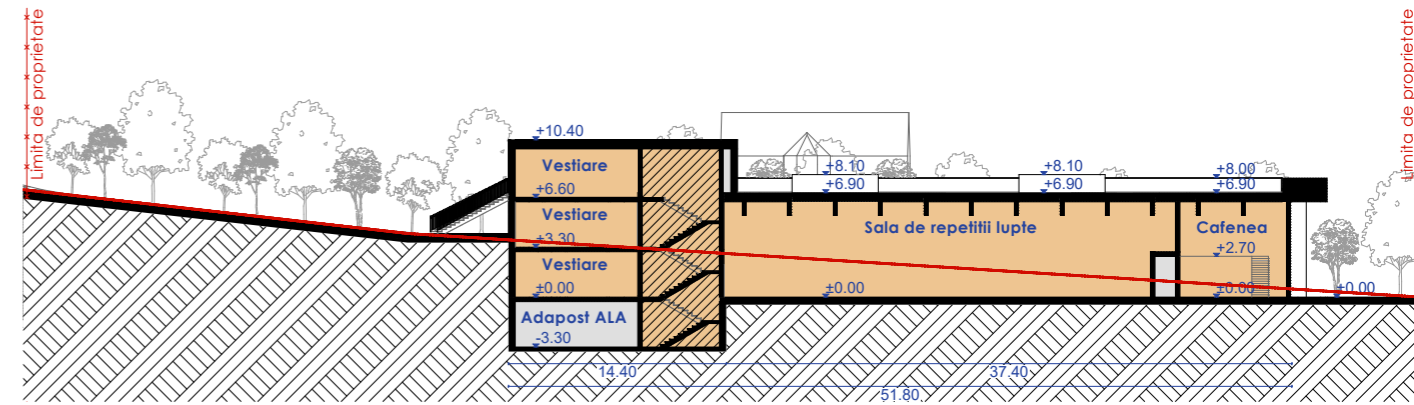 Limita de proprietate
Limita de proprietate
+10.40
Vestiare
+8.10
+8.10
+8.00
+6.60
+6.90
+6.90
+6.90
Vestiare
Sala de repetitii lupte
Cafenea
+3.30
+2.70
Vestiare
±0.00
±0.00
±0.00
±0.00
Adapost ALA
-3.30
14.40
37.40
51.80